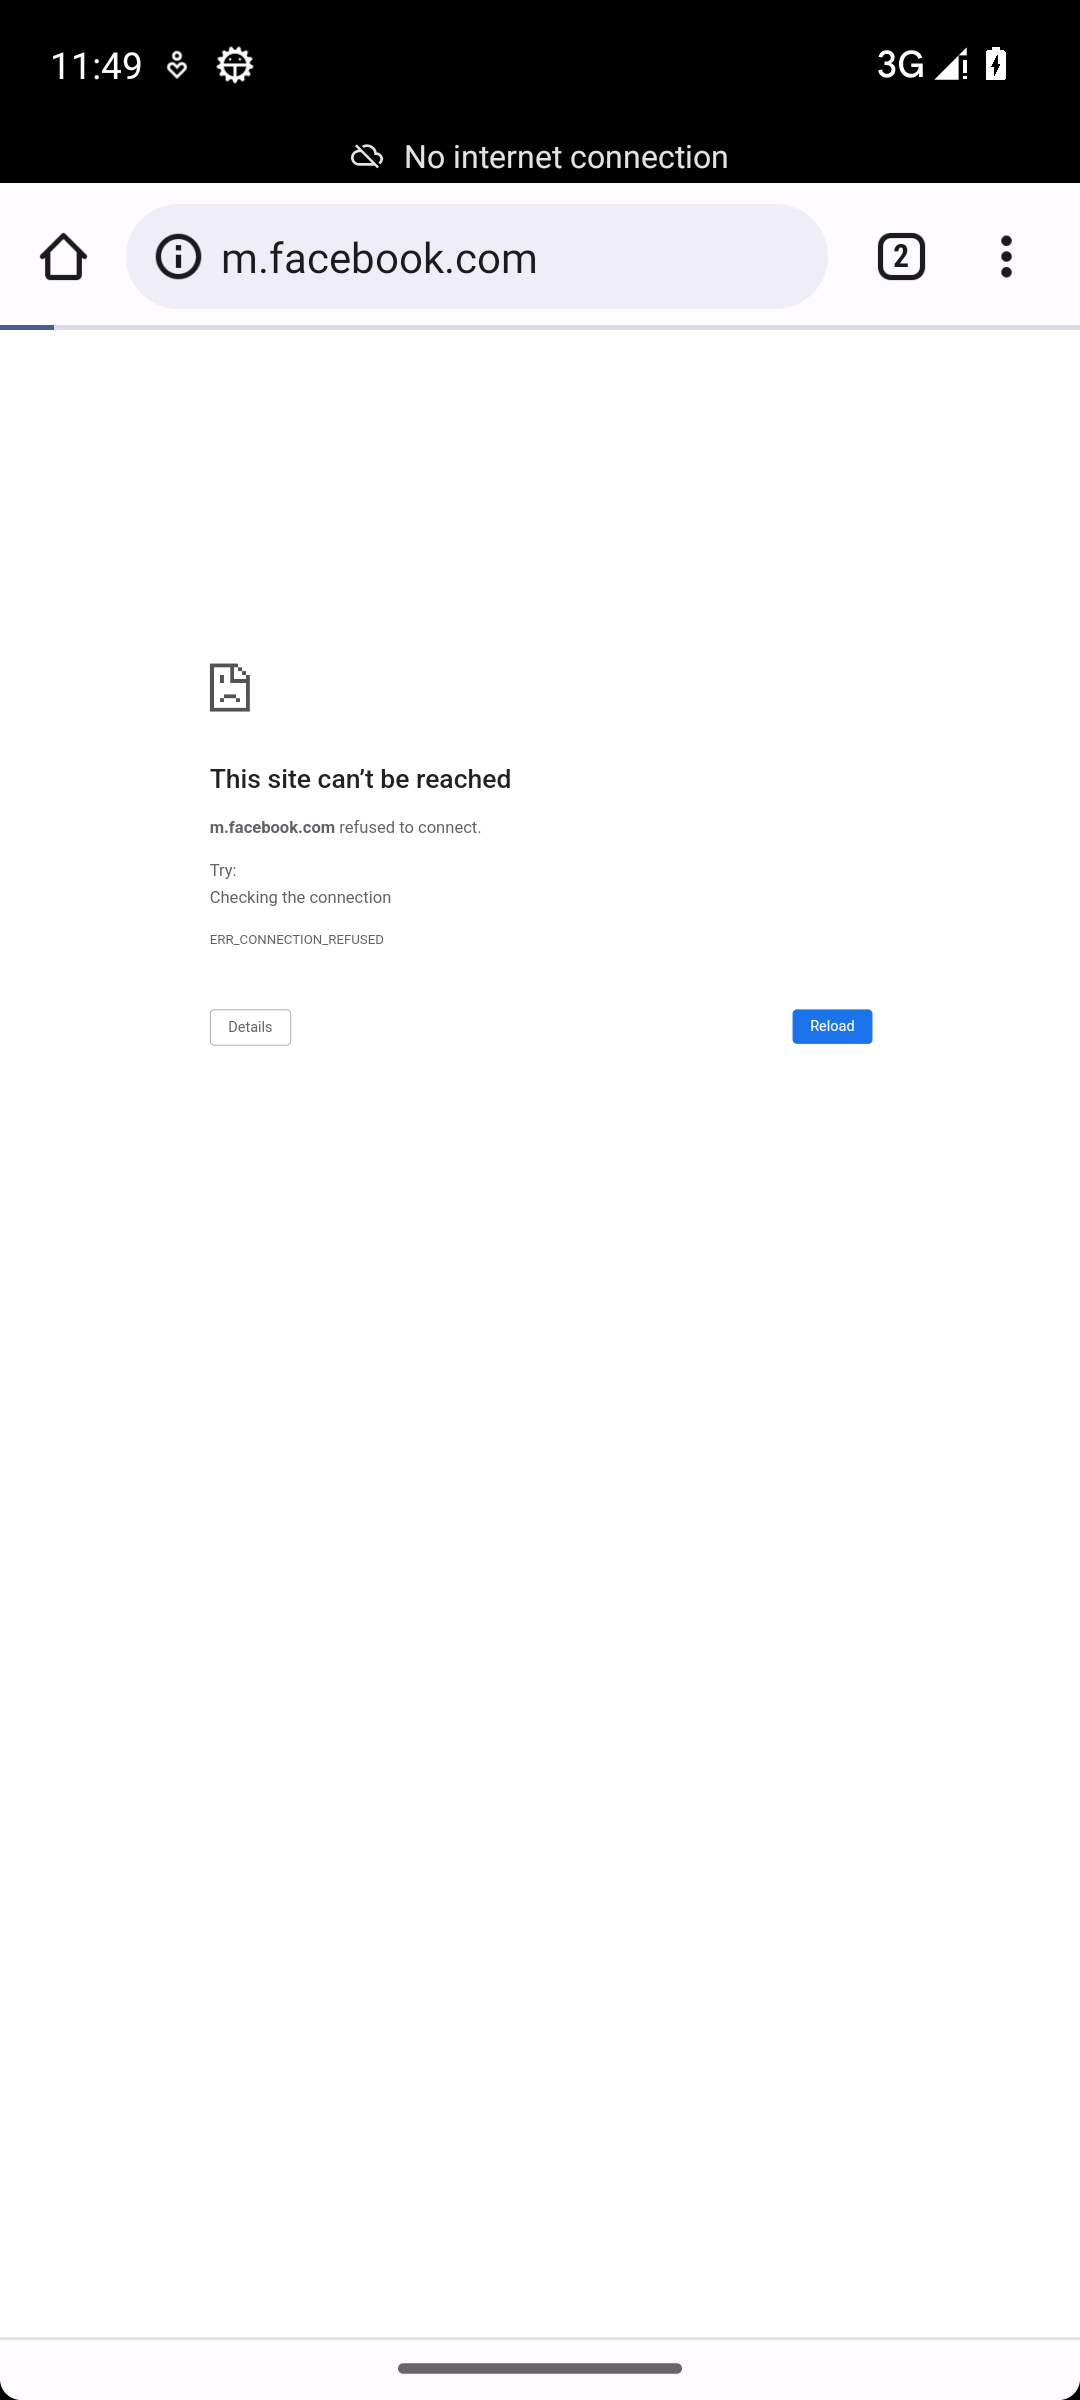 11:49
3G
No internet connection
m.facebook.com
2
This site can’t be reached
m.facebook.com refused to connect.
Try:
Checking the connection
ERR_CONNECTION_REFUSED
Details
Reload